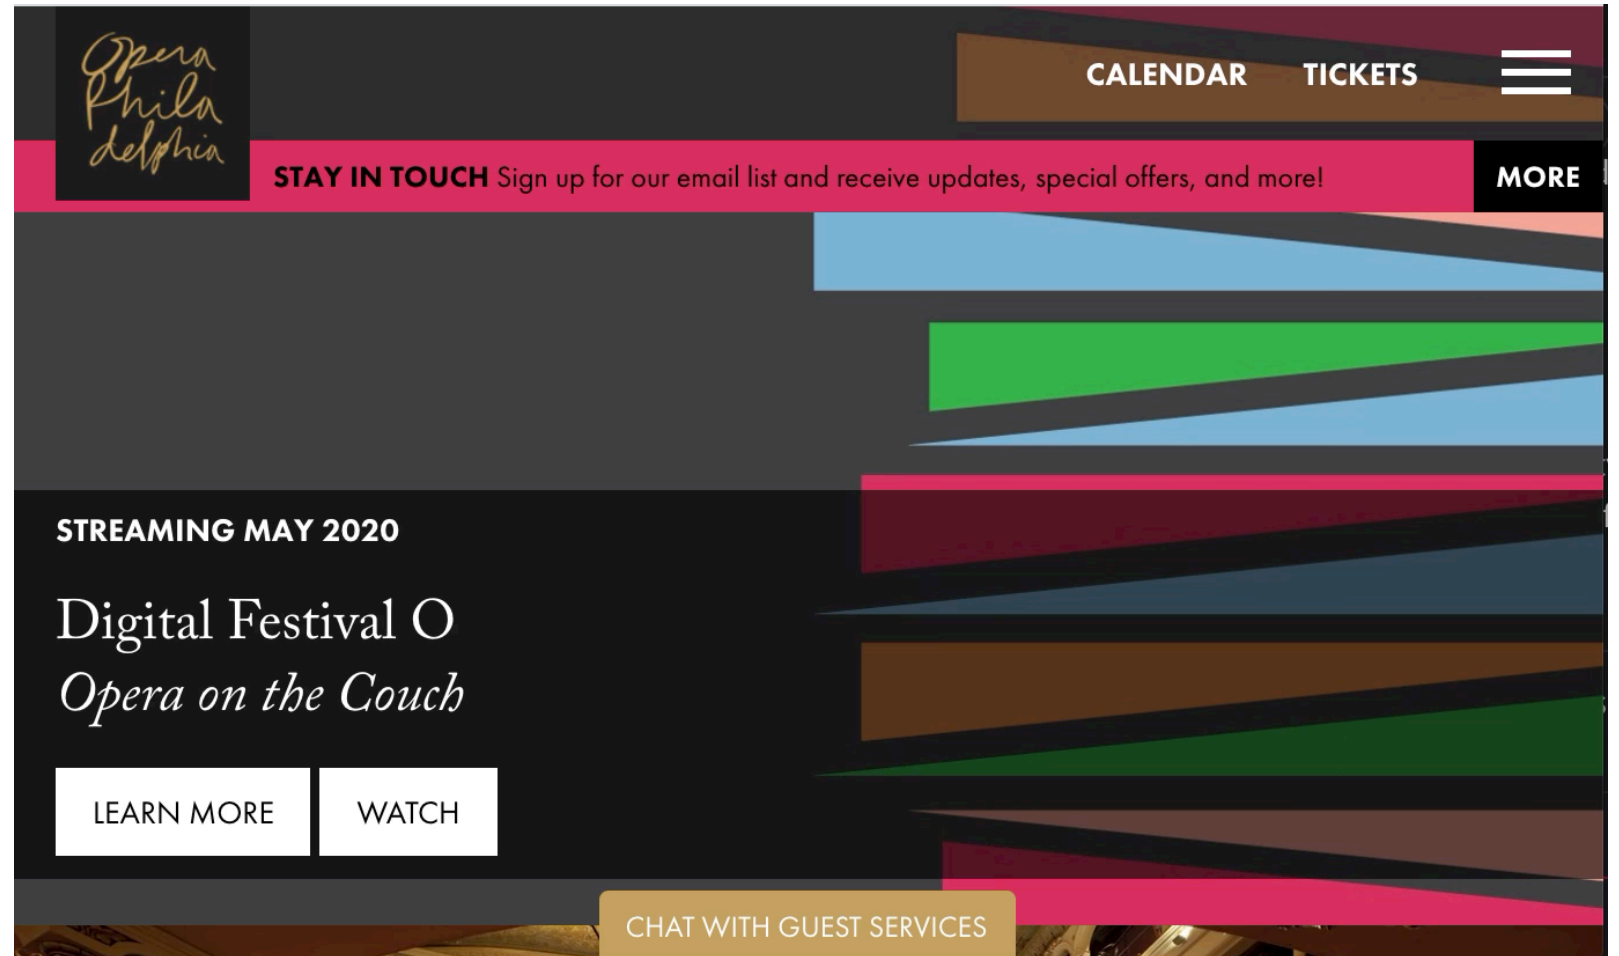 Opera
Phila
delphia
CALENDAR TICKETS
STAY IN TOUCH Sign up for our email list and receive updates, special offers, and more! MORE
STREAMING MAY 2020
Digital Festival O
Opera on the Couch
LEARN MORE WATCH
CHAT WITH GUEST SERVICES